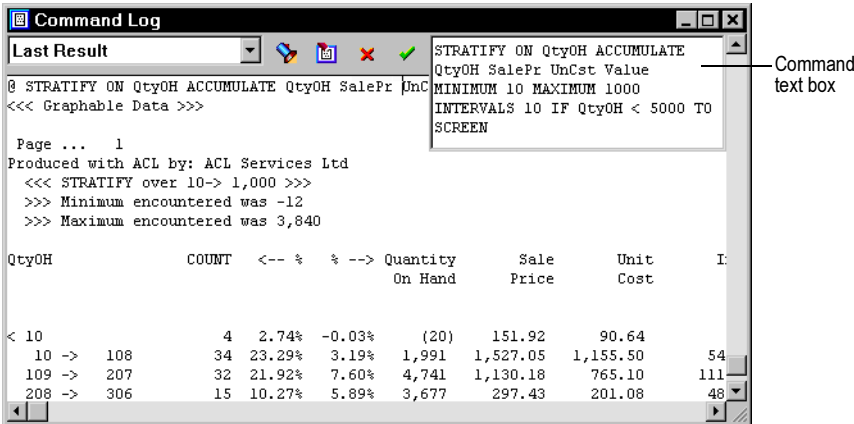 Command Log
Last Result
STRATIFY ON QtyOH ACCUMULATE
QtyOH SalePr UnCst Value
MINIMUM 10 MAXIMUM 1000
INTERVALS 10 IF QtyOH < 5000 TO
SCREEN
Command
text box
@ STRATIFY ON QtyOH ACCUMULATE QtyOH SalePr UnC
<<< Graphable Data >>>
Page ... 1
Produced with ACL by: ACL Services Ltd
<<< STRATIFY over 10-> 1,000 >>>
>>> Minimum encountered was -12
>>> Maximum encountered was 3,840
QtyOH COUNT <-- % % --> Quantity Sale Unit I
On Hand Price Cost
< 10 4 2.74% -0.03% (20) 151.92 90.64
10 -> 108 34 23.29% 3.19% 1,991 1,527.05 1,155.50 54
109 -> 207 32 21.92% 7.60% 4,741 1,130.18 765.10 111
208 -> 306 15 10.27% 5.89% 3,677 297.43 201.08 48